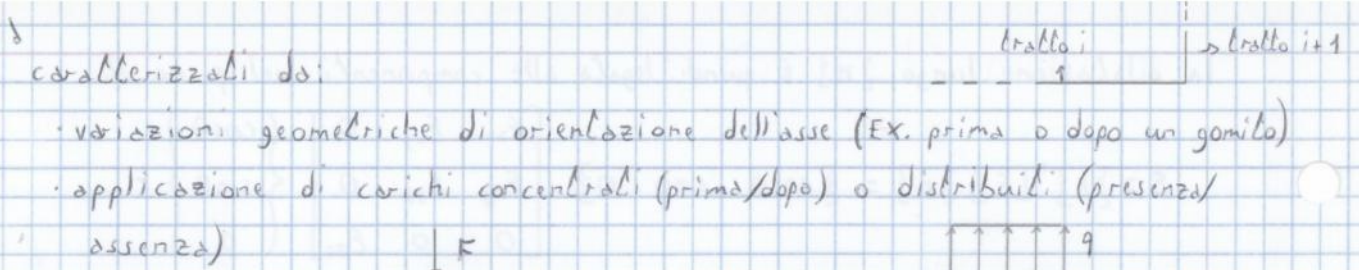 tratto i
tratto i+1
caratterizzati da:
· variazioni geometriche di orientazione dell'asse (Ex. prima o dopo un gomito)
· applicazione di carichi concentrati (prima/dopo) o distribuiti (presenza/
assenza)
F
q